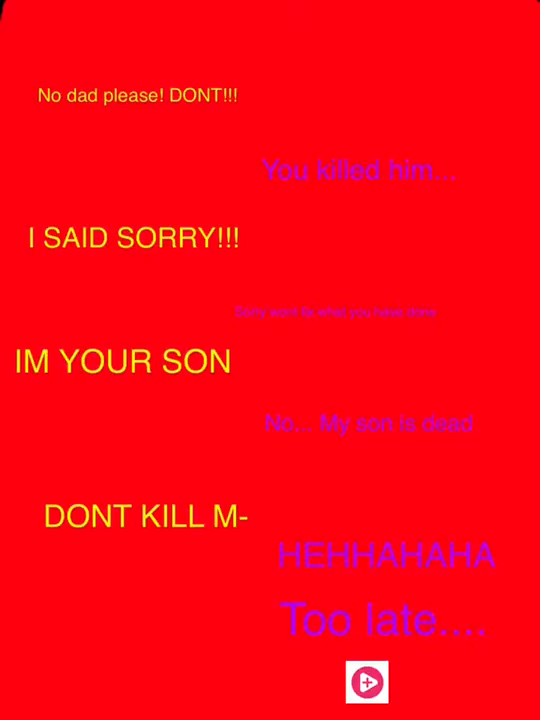 No dad please! DONT!!!
You killed him...
I SAID SORRY!!!
Sorry wont fix what you have done
IM YOUR SON
No... My son is dead
DONT KILL M-
HEHHAHAHA
Too late....